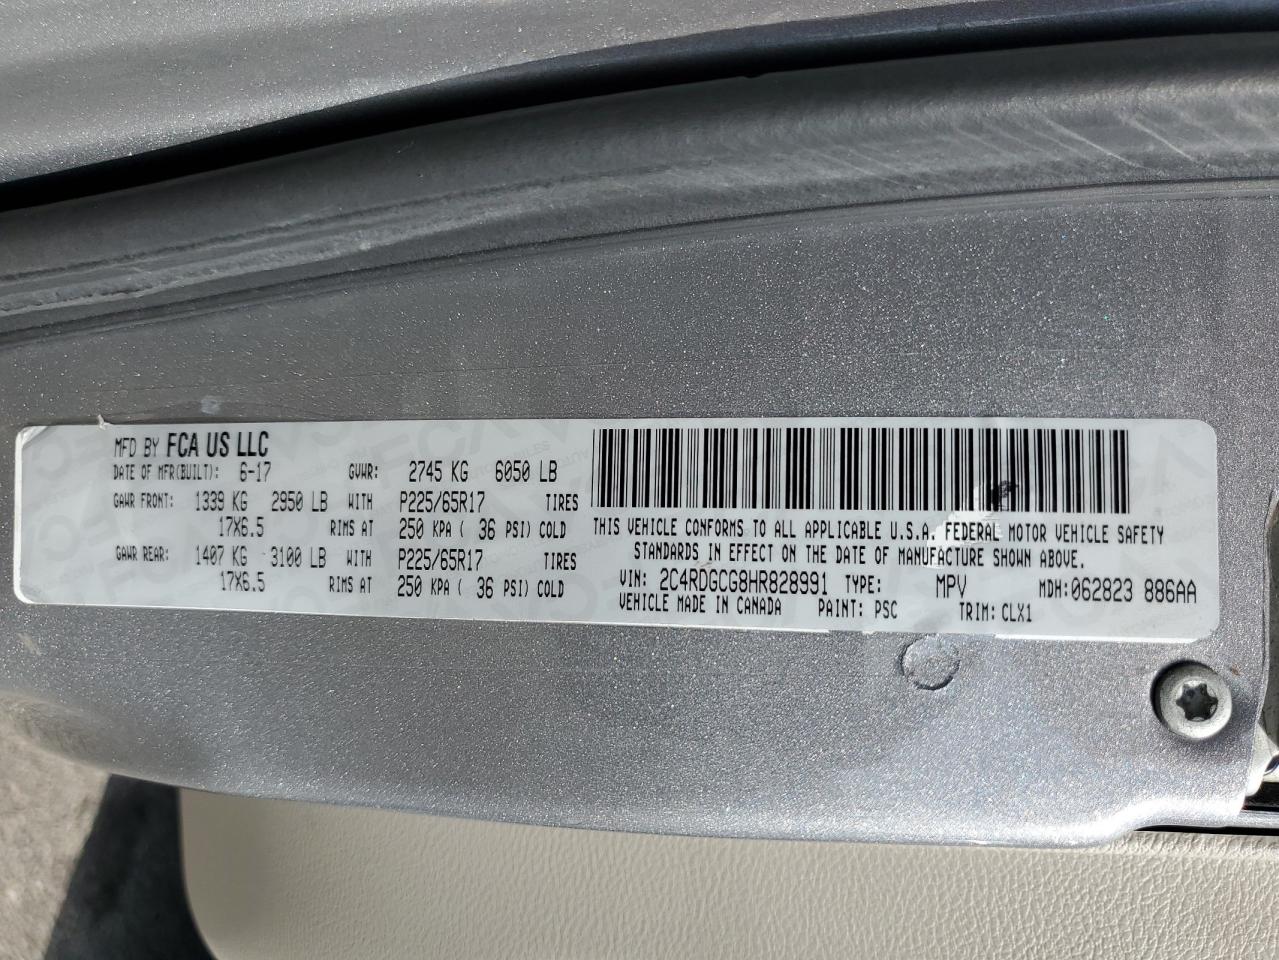 MFD BY FCA US LLC
DATE OF MFR(BUILT): 6-17 GVWR: 2745 KG 6050 LB
GAWR FRONT: 1339 KG 2950 LB WITH P225/65R17 TIRES
17X6.5 RIMS AT 250 KPA ( 36 PSI) COLD
GAWR REAR: 1407 KG 3100 LB WITH P225/65R17 TIRES
17X6.5 RIMS AT 250 KPA ( 36 PSI) COLD
THIS VEHICLE CONFORMS TO ALL APPLICABLE U.S.A. FEDERAL MOTOR VEHICLE SAFETY
STANDARDS IN EFFECT ON THE DATE OF MANUFACTURE SHOWN ABOVE.
VIN: 2C4RDGCG8HR828991 TYPE: MPV MDH:062823 886AA
VEHICLE MADE IN CANADA PAINT: PSC TRIM: CLX1